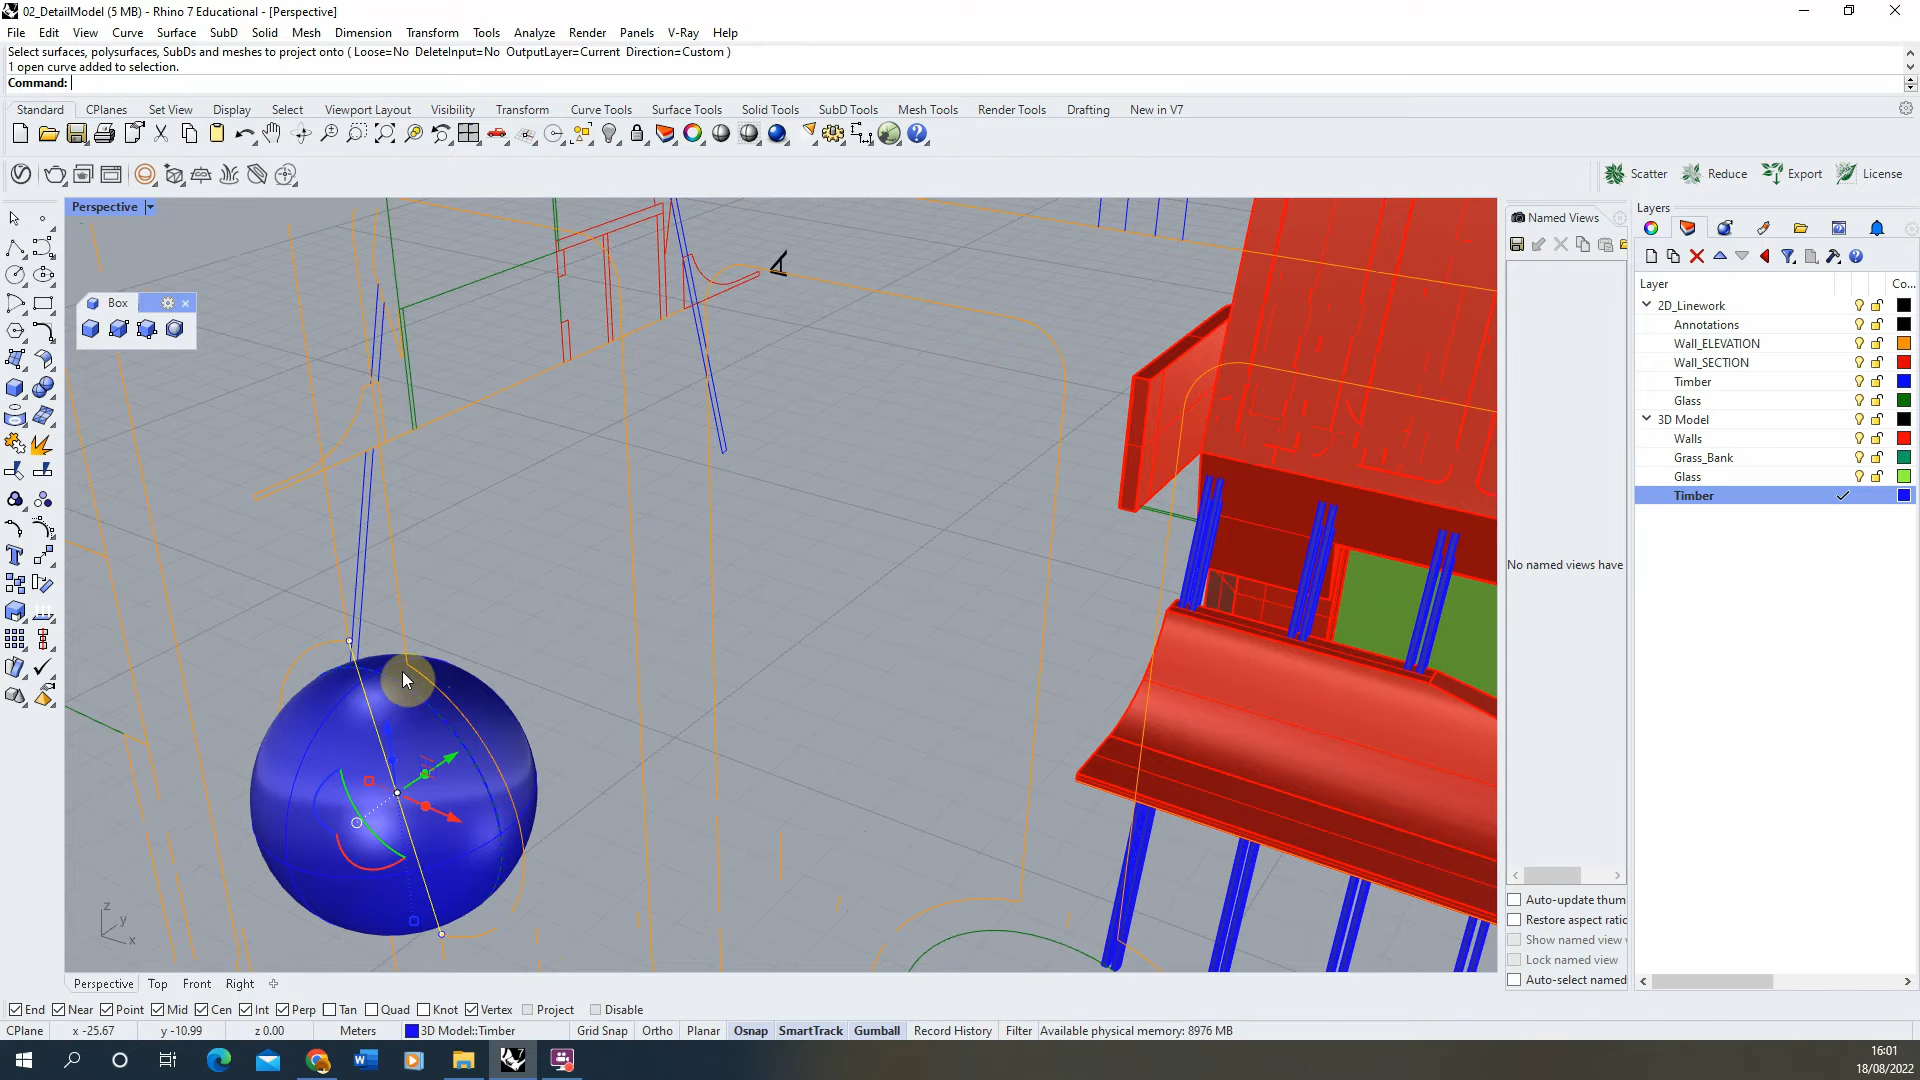 02_DetailModel (5 MB) - Rhino 7 Educational - [Perspective]
File Edit View Curve Surface SubD Solid Mesh Dimension Transform Tools Analyze Render Panels V-Ray Help
Select surfaces, polysurfaces, SubDs and meshes to project onto ( Loose=No DeleteInput=No OutputLayer=Current Direction=Custom )
1 open curve added to selection.
Command:
Standard CPlanes Set View Display Select Viewport Layout Visibility Transform Curve Tools Surface Tools Solid Tools SubD Tools Mesh Tools Render Tools Drafting New in V7
Scatter Reduce Export License
Perspective
Named Views
Layers
Box
Layer Co...
2D_Linework
Annotations
Wall_ELEVATION
Wall_SECTION
Timber
Glass
3D Model
Walls
Grass_Bank
Glass
Timber
No named views have
Auto-update thum
Restore aspect ratio
Show named view
Lock named view
Auto-select named
z
y
x
Perspective Top Front Right
End Near Point Mid Cen Int Perp Tan Quad Knot Vertex Project Disable
CPlane x -25.67 y -10.99 z 0.00 Meters 3D Model::Timber Grid Snap Ortho Planar Osnap SmartTrack Gumball Record History Filter Available physical memory: 8976 MB
16:01
18/08/2022